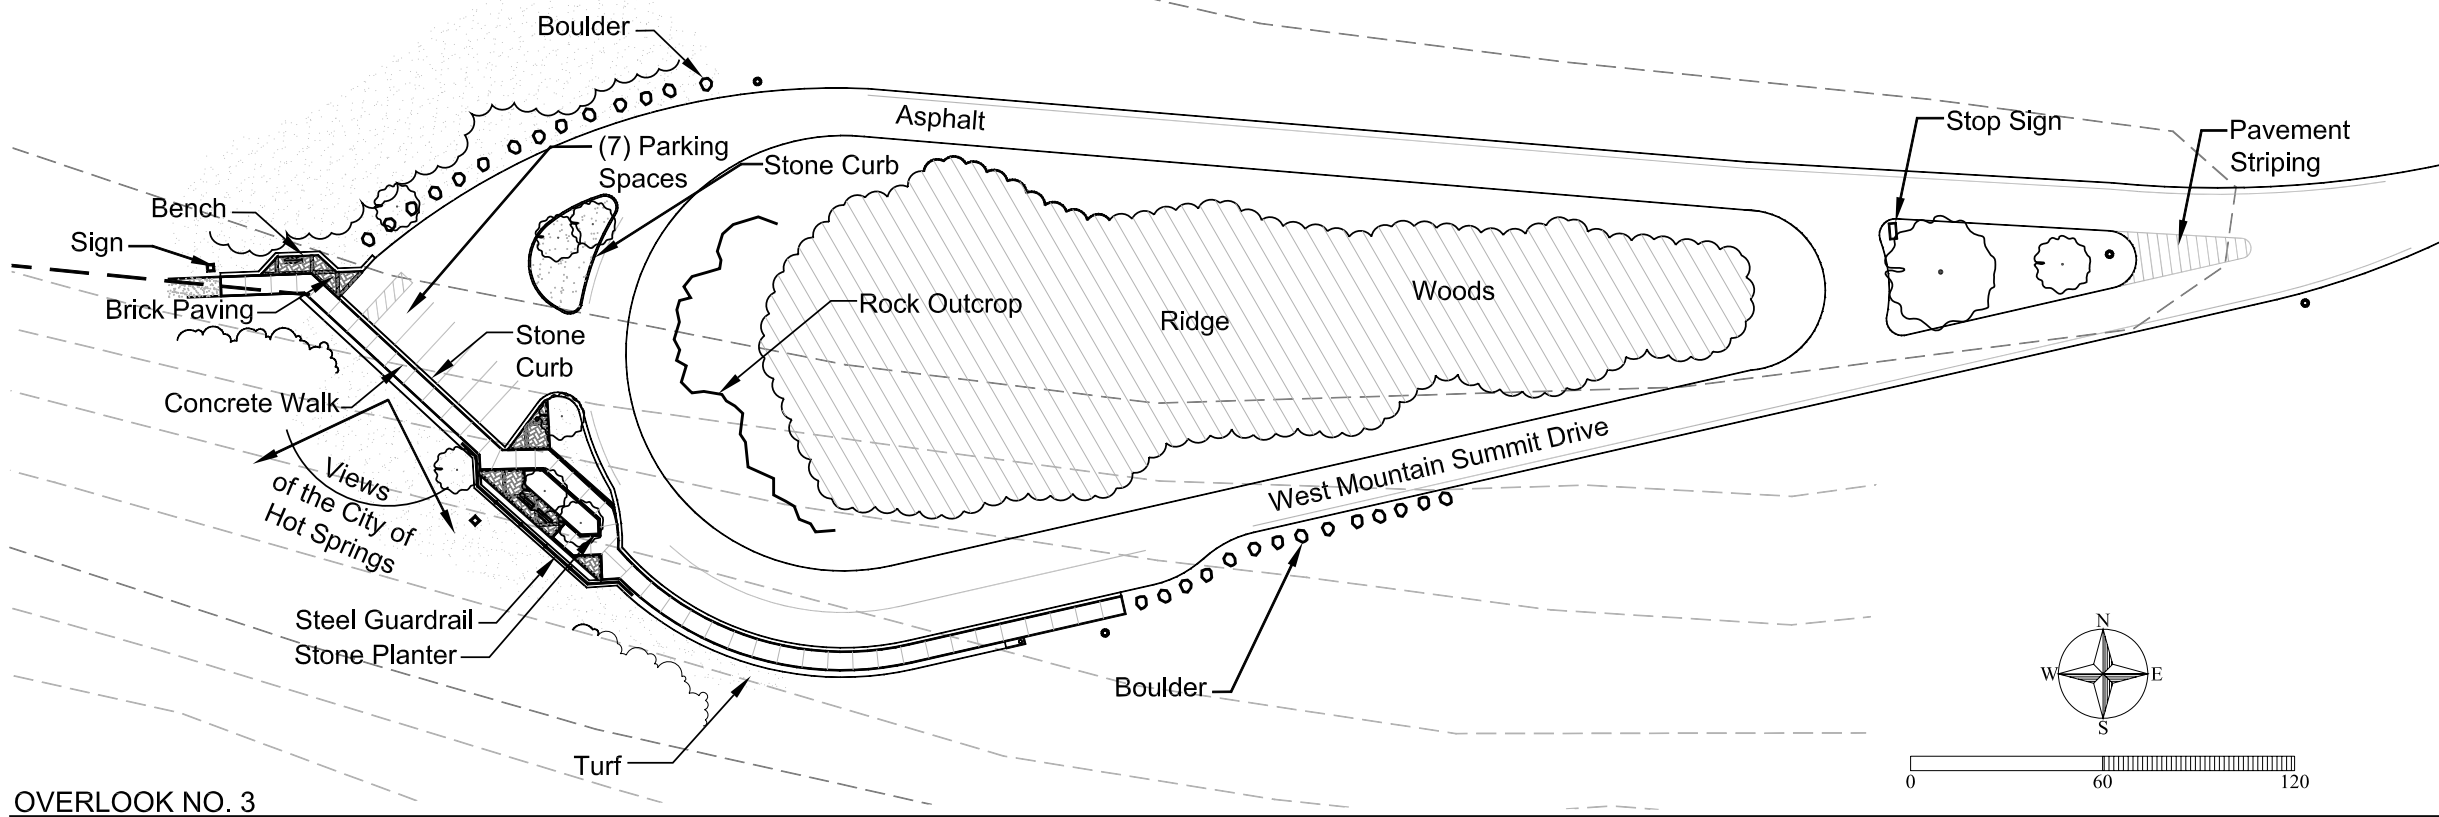 Boulder
Asphalt
Stop Sign
Pavement
Striping
(7) Parking
Spaces
Stone Curb
Bench
Sign
Brick Paving
Rock Outcrop
Woods
Ridge
Stone
Curb
Concrete Walk
Views
of the City of
Hot Springs
West Mountain Summit Drive
Steel Guardrail
Stone Planter
Boulder
Turf
N
W
E
S
0
60
120
OVERLOOK NO. 3